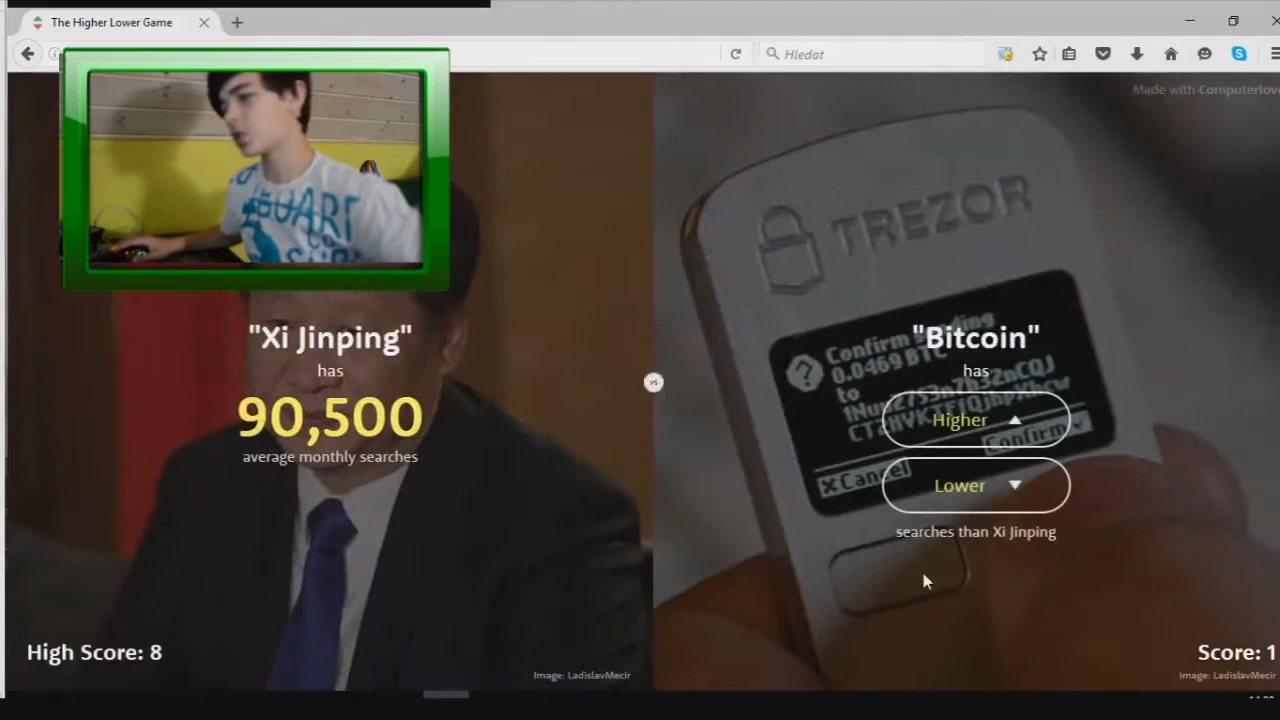 The Higher Lower Game
Hledat
Made with Computerlove
TREZOR
"Xi Jinping"
has
90,500
average monthly searches
vs
Confirm sending
0.0469 BTC
to
"Bitcoin"
has
Higher
Confirm
Cancel
Lower
searches than Xi Jinping
High Score: 8
Image: LadislavMecir
Score: 1
Image: LadislavMecir